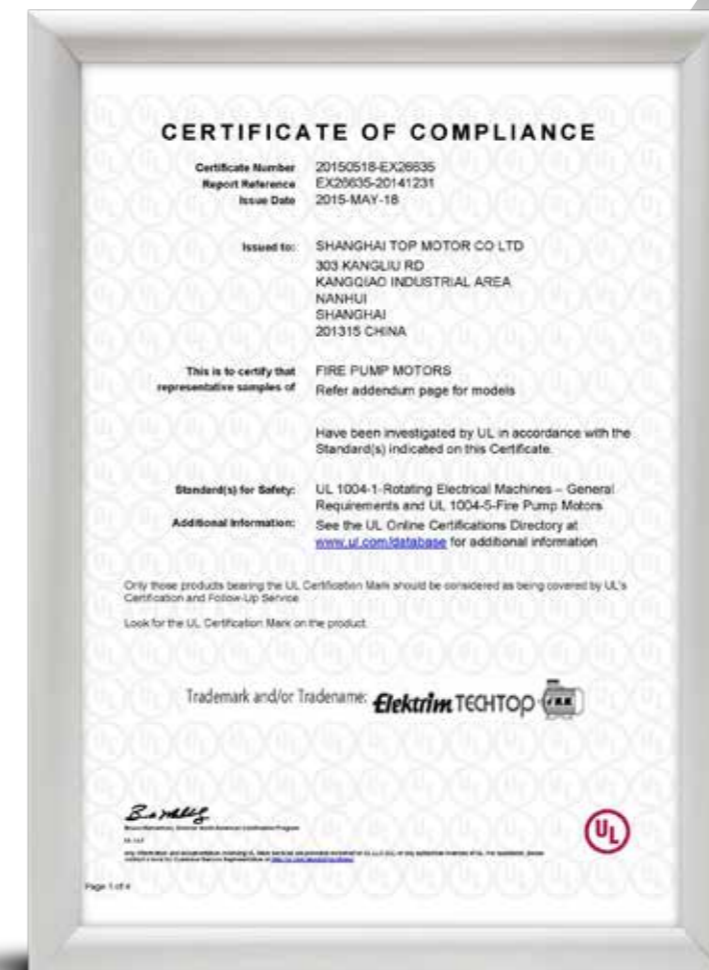 CERTIFICATE OF COMPLIANCE
Certificate Number 20150518-EX26635
Report Reference EX26635-20141231
Issue Date 2015-MAY-18
Issued to: SHANGHAI TOP MOTOR CO LTD
303 KANGLIU RD
KANGQIAO INDUSTRIAL AREA
NANHUI
SHANGHAI
201315 CHINA
This is to certify that FIRE PUMP MOTORS
representative samples of Refer addendum page for models
Have been investigated by UL in accordance with the
Standard(s) indicated on this Certificate.
Standard(s) for Safety: UL 1004-1-Rotating Electrical Machines – General
Requirements and UL 1004-5-Fire Pump Motors
Additional Information: See the UL Online Certifications Directory at
www.ul.com/database for additional information
Only those products bearing the UL Certification Mark should be considered as being covered by UL's
Certification and Follow-Up Service.
Look for the UL Certification Mark on the product.
Trademark and/or Tradename: Elektrim TECHTOP
UL
Page 1 of 4